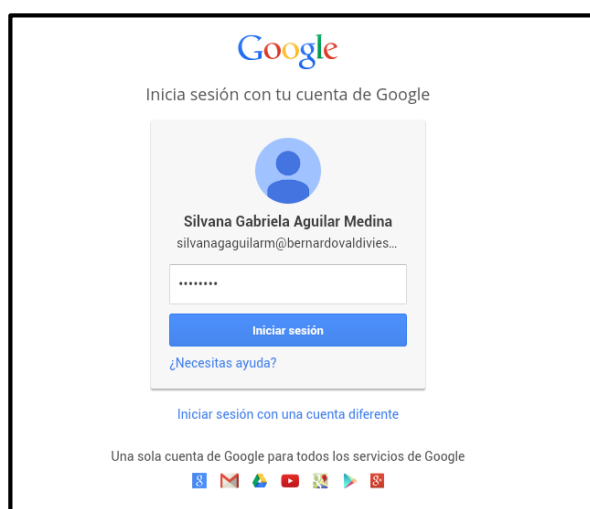 Google
Inicia sesión con tu cuenta de Google
Silvana Gabriela Aguilar Medina
silvanagaguilarm@bernardovaldivies...
••••••••
Iniciar sesión
¿Necesitas ayuda?
Iniciar sesión con una cuenta diferente
Una sola cuenta de Google para todos los servicios de Google